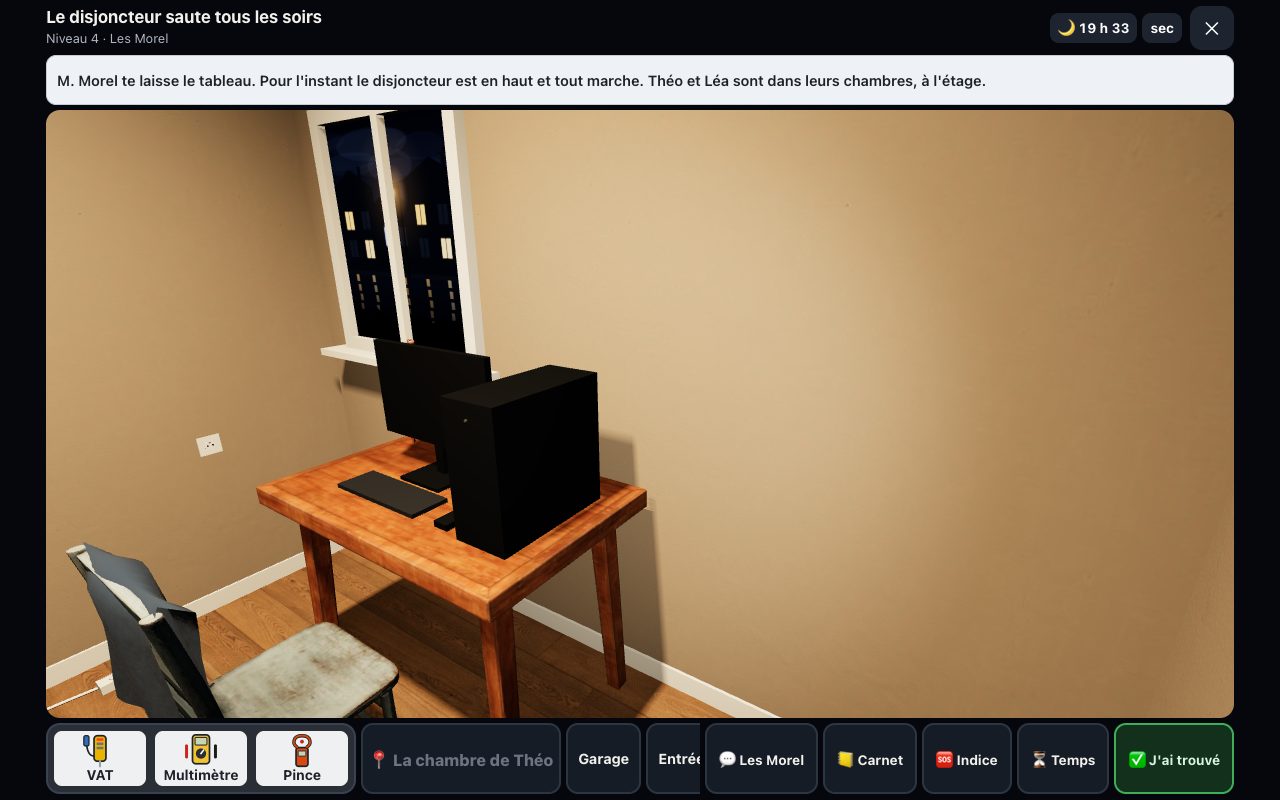 Le disjoncteur saute tous les soirs
Niveau 4 · Les Morel
🌙 19 h 33
sec
M. Morel te laisse le tableau. Pour l'instant le disjoncteur est en haut et tout marche. Théo et Léa sont dans leurs chambres, à l'étage.
VAT
Multimètre
Pince
📍 La chambre de Théo
Garage
Entrée
💬 Les Morel
📒 Carnet
🆘 Indice
⏳ Temps
✅ J'ai trouvé